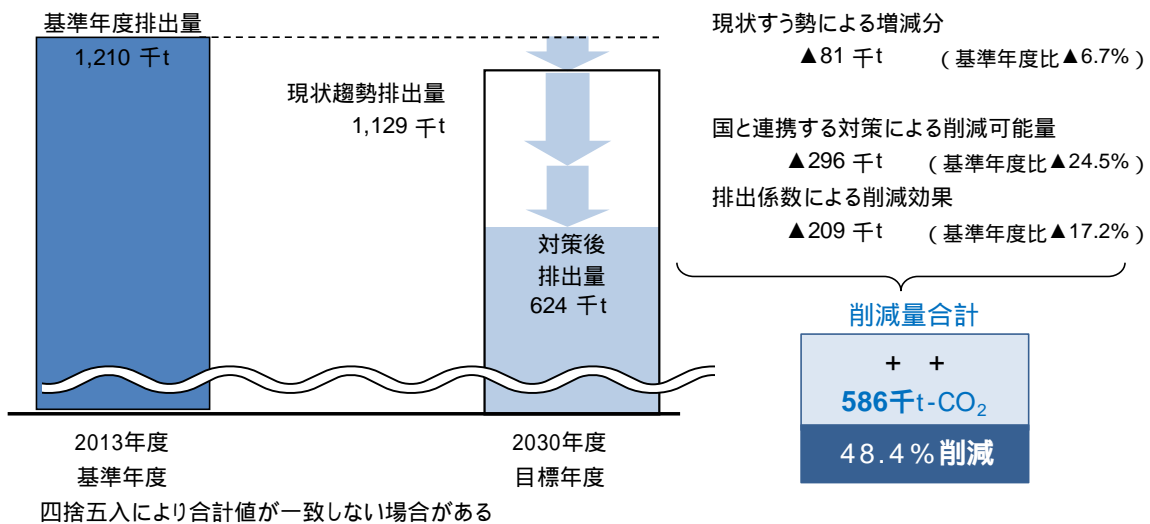 基準年度排出量
1,210 千t
現状趨勢排出量
1,129 千t
対策後
排出量
624 千t
2013年度
基準年度
2030年度
目標年度
四捨五入により合計値が一致しない場合がある
現状すう勢による増減分
▲81 千t (基準年度比▲6.7%)
国と連携する対策による削減可能量
▲296 千t (基準年度比▲24.5%)
排出係数による削減効果
▲209 千t (基準年度比▲17.2%)
削減量合計
+ +
586千t-CO₂
48.4%削減